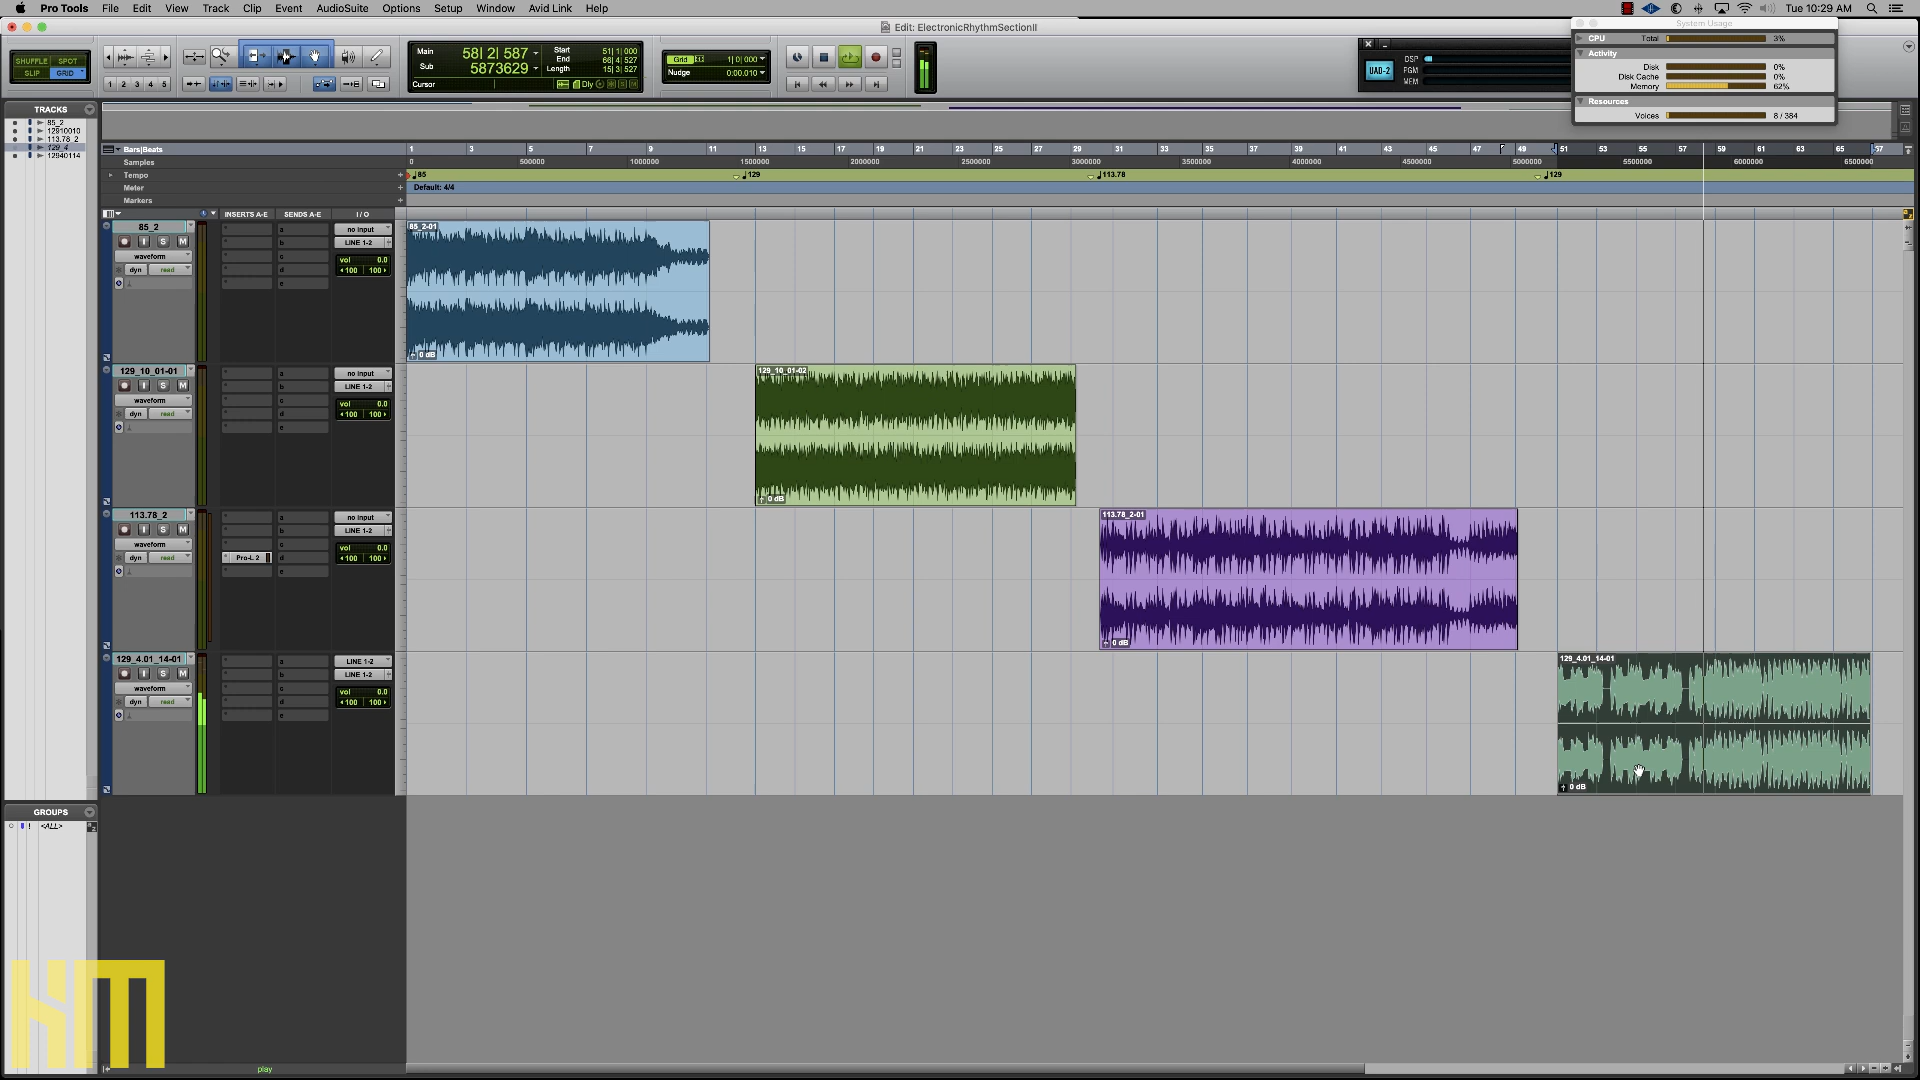 Pro Tools File Edit View Track Clip Event AudioSuite Options Setup Window Avid Link Help Tue 10:29 AM
Edit: ElectronicRhythmSectionII
System Usage
CPU Total 3%
Activity
Disk 0%
Disk Cache 0%
Memory 62%
Resources
Voices 8 / 384
UAD-2
DSP
PGM
MEM
SHUFFLE SPOT
SLIP GRID
1 2 3 4 5
Main 58| 2| 587
Sub 5873629
Cursor
Start 51| 1| 000
End 66| 4| 527
Length 15| 3| 527
Dly
Grid 1| 0| 000
Nudge 0:00.010
TRACKS
85_2
12910010
113.78_2
129_4
12940114
Bars|Beats 1 3 5 7 9 11 13 15 17 19 21 23 25 27 29 31 33 35 37 39 41 43 45 47 49 51 53 55 57 59 61 63 65 67
Samples 0 500000 1000000 1500000 2000000 2500000 3000000 3500000 4000000 4500000 5000000 5500000 6000000 6500000
Tempo 85 129 113.78 129
Meter Default: 4/4
Markers
INSERTS A-E SENDS A-E I / O
85_2
I S M
waveform
dyn read
a
b
c
d
e
no input
LINE 1-2
vol 0.0
100 100
85_2-01
0 dB
129_10_01-01
I S M
waveform
dyn read
a
b
c
d
e
no input
LINE 1-2
vol 0.0
100 100
129_10_01-02
0 dB
113.78_2
I S M
waveform
dyn read
Pro-L 2
a
b
c
d
e
no input
LINE 1-2
vol 0.0
100 100
113.78_2-01
0 dB
129_4.01_14-01
I S M
waveform
dyn read
a
b
c
d
e
LINE 1-2
LINE 1-2
vol 0.0
100 100
129_4.01_14-01
0 dB
GROUPS
! <ALL>
play